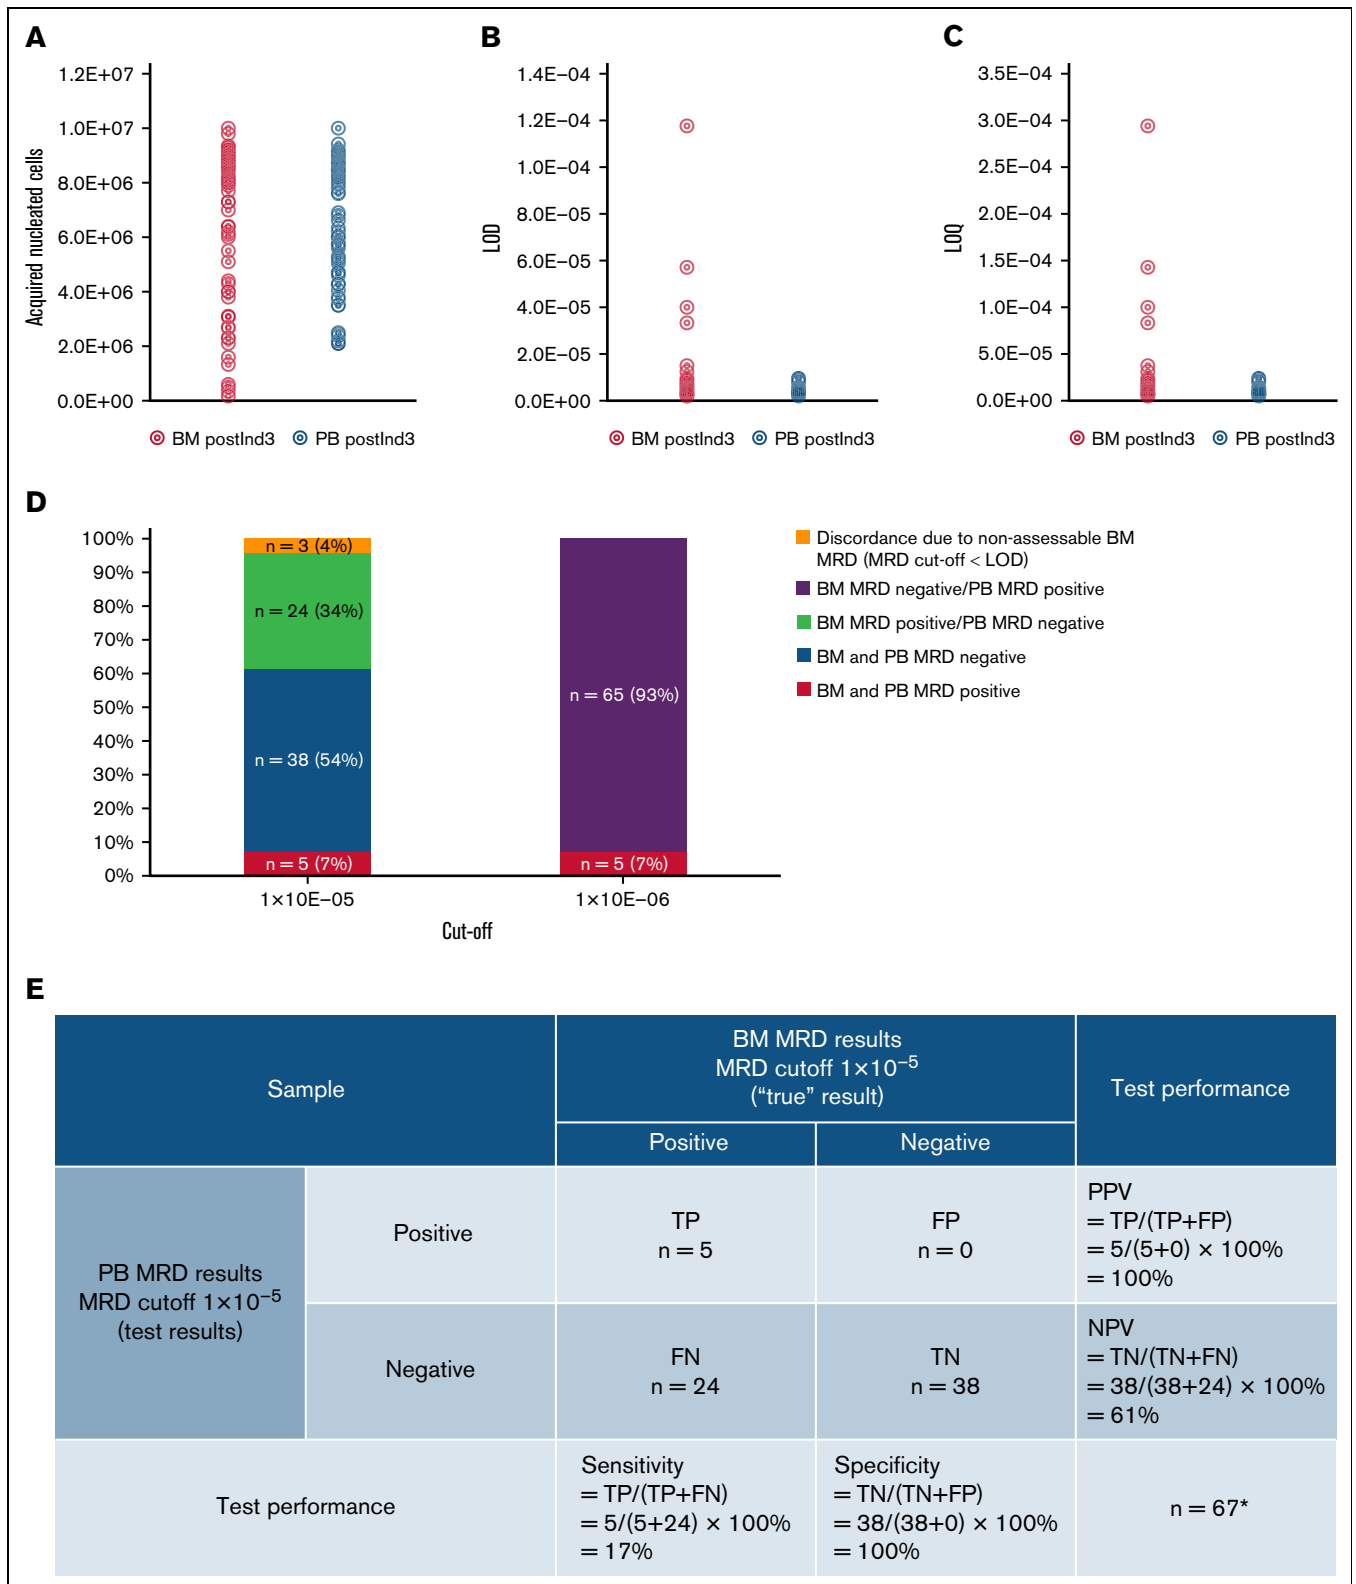 A
1.2E+07
1.0E+07
8.0E+06
6.0E+06
4.0E+06
2.0E+06
0.0E+00
Acquired nucleated cells
BM postInd3 PB postInd3
B
1.4E−04
1.2E−04
1.0E−04
8.0E−05
6.0E−05
4.0E−05
2.0E−05
0.0E+00
LOD
BM postInd3 PB postInd3
C
3.5E−04
3.0E−04
2.5E−04
2.0E−04
1.5E−04
1.0E−04
5.0E−05
0.0E+00
LOQ
BM postInd3 PB postInd3
D
100%
90%
80%
70%
60%
50%
40%
30%
20%
10%
0%
n = 3 (4%)
n = 24 (34%)
n = 38 (54%)
n = 5 (7%)
n = 65 (93%)
n = 5 (7%)
1×10E−05
1×10E−06
Cut-off
Discordance due to non-assessable BM
MRD (MRD cut-off < LOD)
BM MRD negative/PB MRD positive
BM MRD positive/PB MRD negative
BM and PB MRD negative
BM and PB MRD positive
E
Sample
BM MRD results
MRD cutoff 1×10⁻⁵
(“true” result)
Test performance
Positive
Negative
PB MRD results
MRD cutoff 1×10⁻⁵
(test results)
Positive
TP
n = 5
FP
n = 0
PPV
= TP/(TP+FP)
= 5/(5+0) × 100%
= 100%
Negative
FN
n = 24
TN
n = 38
NPV
= TN/(TN+FN)
= 38/(38+24) × 100%
= 61%
Test performance
Sensitivity
= TP/(TP+FN)
= 5/(5+24) × 100%
= 17%
Specificity
= TN/(TN+FP)
= 38/(38+0) × 100%
= 100%
n = 67*